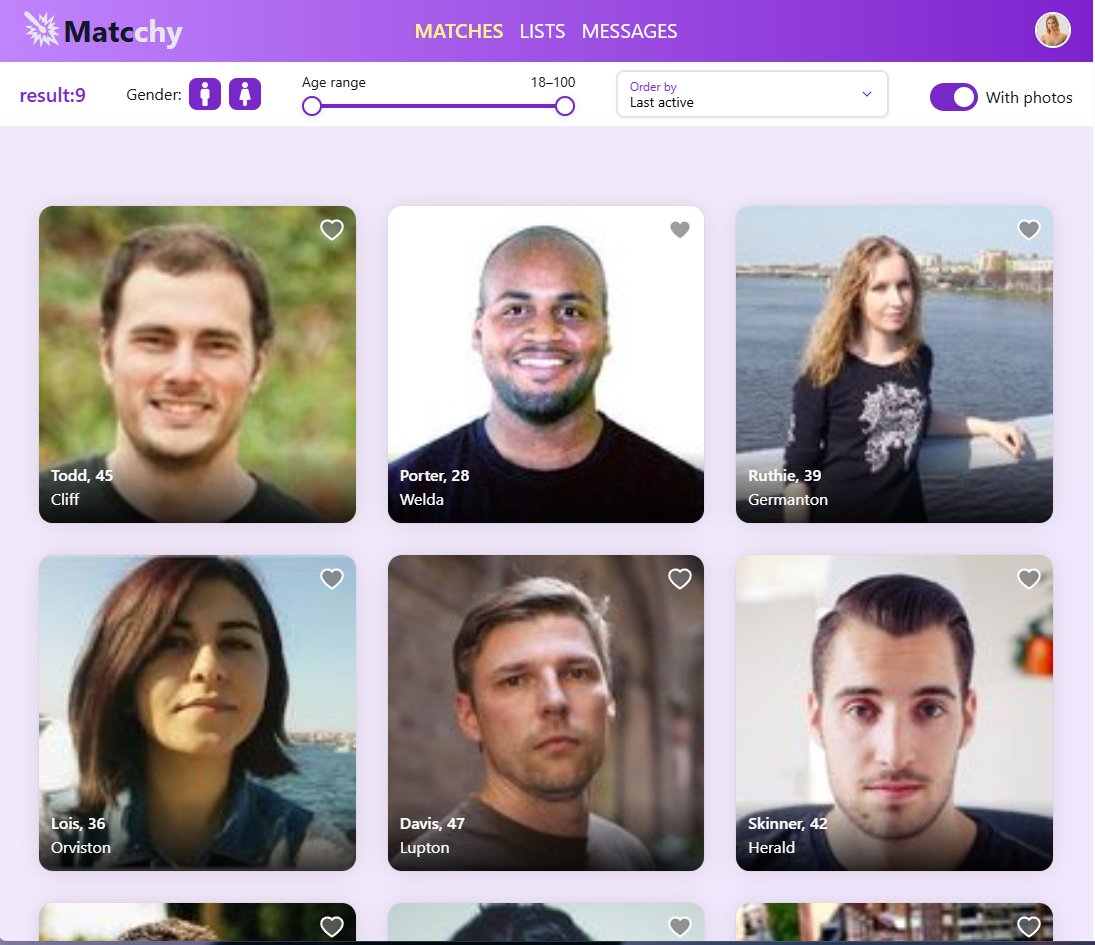 Matcchy
MATCHES LISTS MESSAGES
result:9
Gender:
Age range 18–100
Order by
Last active
With photos
Todd, 45
Cliff
Porter, 28
Welda
Ruthie, 39
Germanton
Lois, 36
Orviston
Davis, 47
Lupton
Skinner, 42
Herald